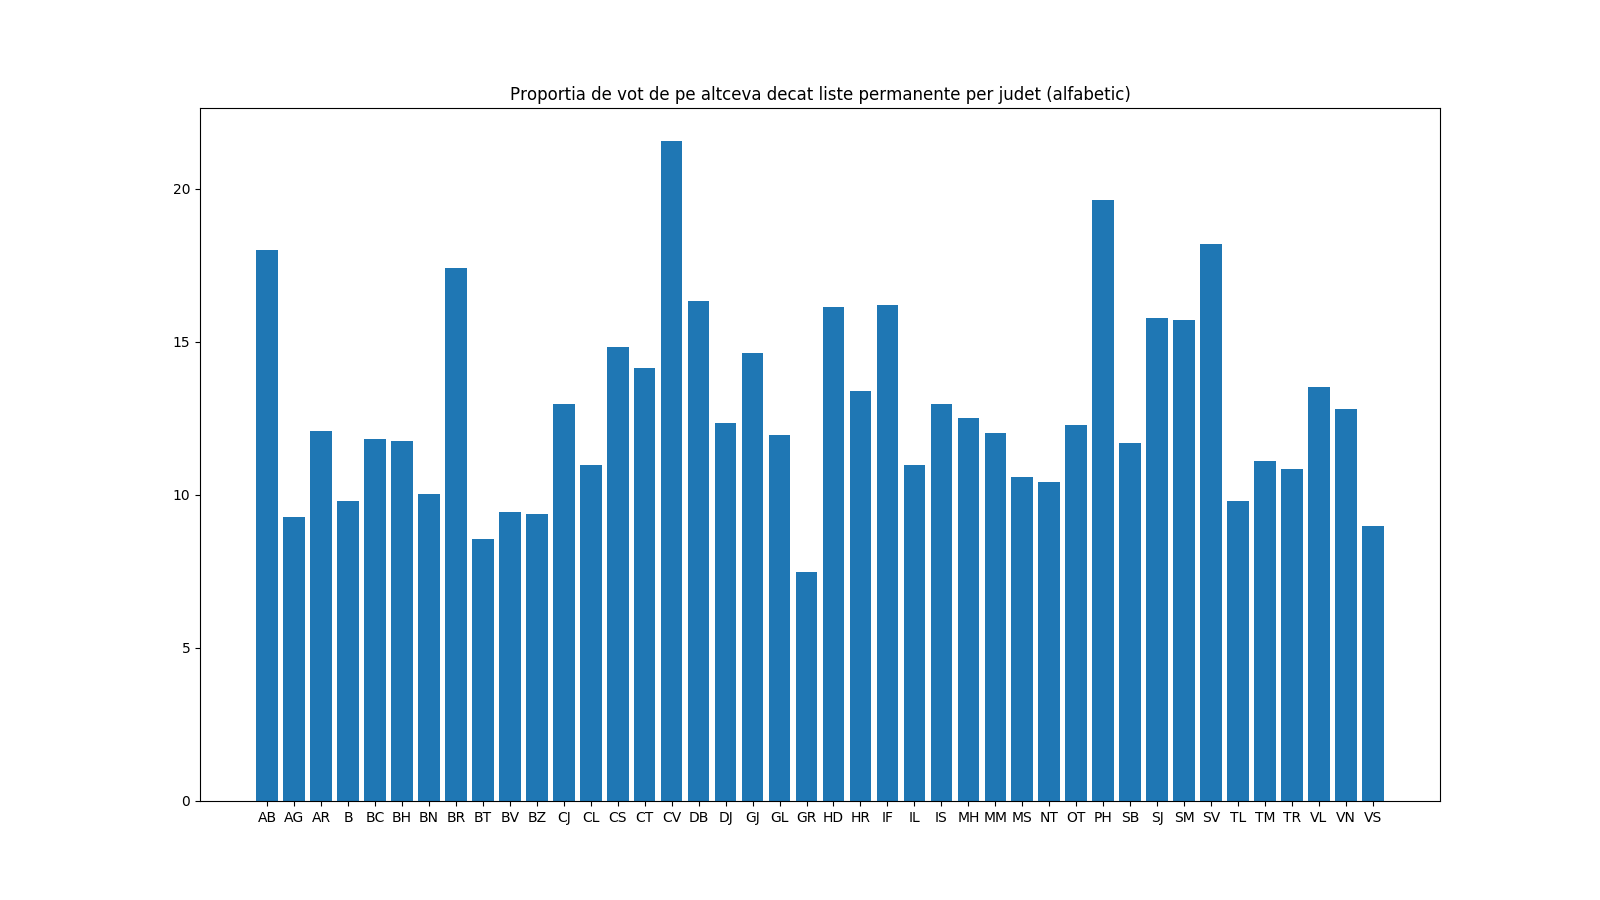 Proportia de vot de pe altceva decat liste permanente per judet (alfabetic)
20
15
10
5
0
AB AG AR B BC BH BN BR BT BV BZ CJ CL CS CT CV DB DJ GJ GL GR HD HR IF IL IS MH MM MS NT OT PH SB SJ SM SV TL TM TR VL VN VS